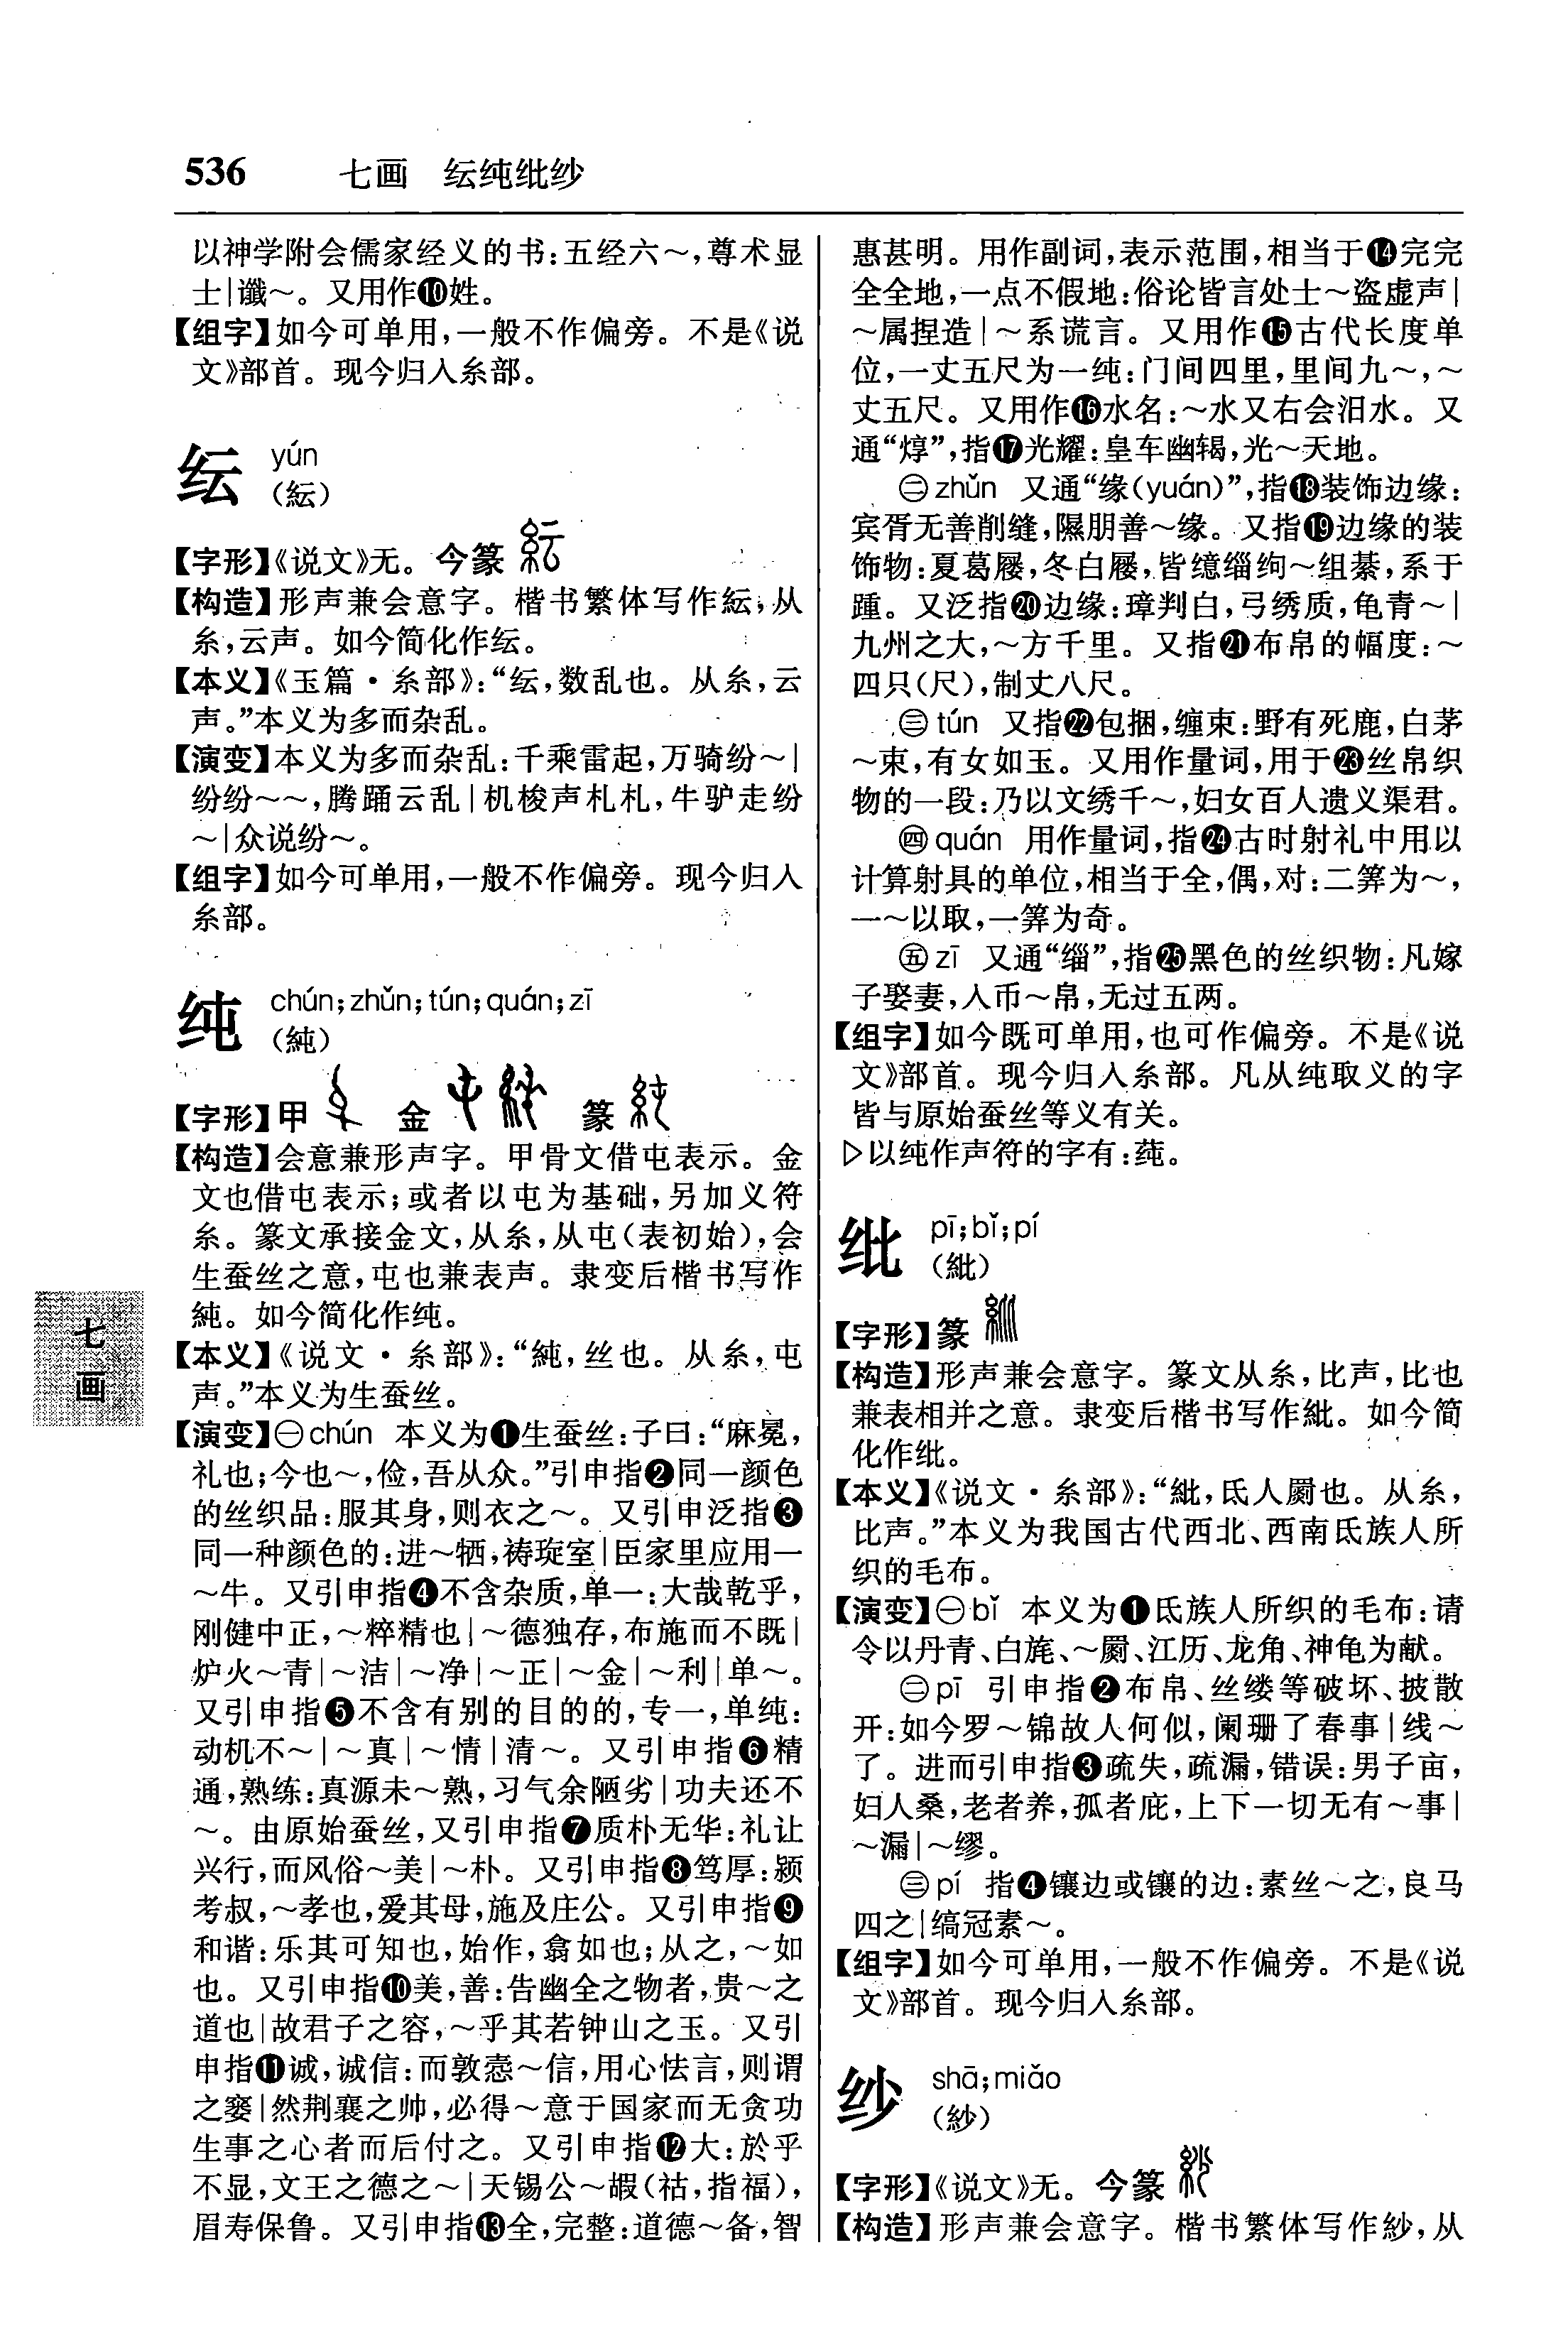 536 七画 纭纯纰纱
以神学附会儒家经义的书:五经六～,尊术显
士|谶～。又用作❿姓。
【组字】如今可单用,一般不作偏旁。不是《说
文》部首。现今归入糸部。
纭 yún
(紜)
【字形】《说文》无。今篆
【构造】形声兼会意字。楷书繁体写作紜,从
糸,云声。如今简化作纭。
【本义】《玉篇·糸部》:“纭,数乱也。从糸,云
声。”本义为多而杂乱。
【演变】本义为多而杂乱:千乘雷起,万骑纷～|
纷纷～～,腾踊云乱|机梭声札札,牛驴走纷
～|众说纷～。
【组字】如今可单用,一般不作偏旁。现今归入
糸部。
纯 chún;zhǔn;tún;quán;zī
(純)
【字形】甲 金 篆
【构造】会意兼形声字。甲骨文借屯表示。金
文也借屯表示;或者以屯为基础,另加义符
糸。篆文承接金文,从糸,从屯(表初始),会
生蚕丝之意,屯也兼表声。隶变后楷书写作
純。如今简化作纯。
【本义】《说文·糸部》:“純,丝也。从糸,屯
声。”本义为生蚕丝。
【演变】㊀chún 本义为❶生蚕丝:子曰:“麻冕,
礼也;今也～,俭,吾从众。”引申指❷同一颜色
的丝织品:服其身,则衣之～。又引申泛指❸
同一种颜色的:进～牺,祷琁室|臣家里应用一
～牛。又引申指❹不含杂质,单一:大哉乾乎,
刚健中正,～粹精也|～德独存,布施而不既|
炉火～青|～洁|～净|～正|～金|～利|单～。
又引申指❺不含有别的目的的,专一,单纯:
动机不～|～真|～情|清～。又引申指❻精
通,熟练:真源未～熟,习气余陋劣|功夫还不
～。由原始蚕丝,又引申指❼质朴无华:礼让
兴行,而风俗～美|～朴。又引申指❽笃厚:颍
考叔,～孝也,爱其母,施及庄公。又引申指❾
和谐:乐其可知也,始作,翕如也;从之,～如
也。又引申指❿美,善:告幽全之物者,贵～之
道也|故君子之容,～乎其若钟山之玉。又引
申指⓫诚,诚信:而敦悫～信,用心怯言,则谓
之窭|然荆襄之帅,必得～意于国家而无贪功
生事之心者而后付之。又引申指⓬大:於乎
不显,文王之德之～|天锡公～嘏(祜,指福),
眉寿保鲁。又引申指⓭全,完整:道德～备,智
惠甚明。用作副词,表示范围,相当于⓮完完
全全地,一点不假地:俗论皆言处士～盗虚声|
～属捏造|～系谎言。又用作⓯古代长度单
位,一丈五尺为一纯:门间四里,里间九～,～
丈五尺。又用作⓰水名:～水又右会汨水。又
通“焞”,指⓱光耀:皇车幽辖,光～天地。
㊁zhǔn 又通“缘(yuán)”,指⓲装饰边缘:
宾胥无善削缝,隰朋善～缘。又指⓳边缘的装
饰物:夏葛屦,冬白屦,皆繶缁絇～组綦,系于
踵。又泛指⓴边缘:璋判白,弓绣质,龟青～|
九州之大,～方千里。又指㉑布帛的幅度:～
四只(尺),制丈八尺。
㊂tún 又指㉒包捆,缠束:野有死鹿,白茅
～束,有女如玉。又用作量词,用于㉓丝帛织
物的一段:乃以文绣千～,妇女百人遗义渠君。
㊃quán 用作量词,指㉔古时射礼中用以
计算射具的单位,相当于全,偶,对:二筭为～,
一～以取,一筭为奇。
㊄zī 又通“缁”,指㉕黑色的丝织物:凡嫁
子娶妻,入币～帛,无过五两。
【组字】如今既可单用,也可作偏旁。不是《说
文》部首。现今归入糸部。凡从纯取义的字
皆与原始蚕丝等义有关。
▷以纯作声符的字有:莼。
纰 pī;bǐ;pí
(紕)
【字形】篆
【构造】形声兼会意字。篆文从糸,比声,比也
兼表相并之意。隶变后楷书写作紕。如今简
化作纰。
【本义】《说文·糸部》:“紕,氐人𦇧也。从糸,
比声。”本义为我国古代西北、西南氐族人所
织的毛布。
【演变】㊀bǐ 本义为❶氐族人所织的毛布:请
令以丹青、白旄、～罽、江历、龙角、神龟为献。
㊁pī 引申指❷布帛、丝缕等破坏、披散
开:如今罗～锦故人何似,阑珊了春事|线～
了。进而引申指❸疏失,疏漏,错误:男子亩,
妇人桑,老者养,孤者庇,上下一切无有～事|
～漏|～缪。
㊂pí 指❹镶边或镶的边:素丝～之,良马
四之|缟冠素～。
【组字】如今可单用,一般不作偏旁。不是《说
文》部首。现今归入糸部。
纱 shā;miǎo
(紗)
【字形】《说文》无。今篆
【构造】形声兼会意字。楷书繁体写作紗,从
七画